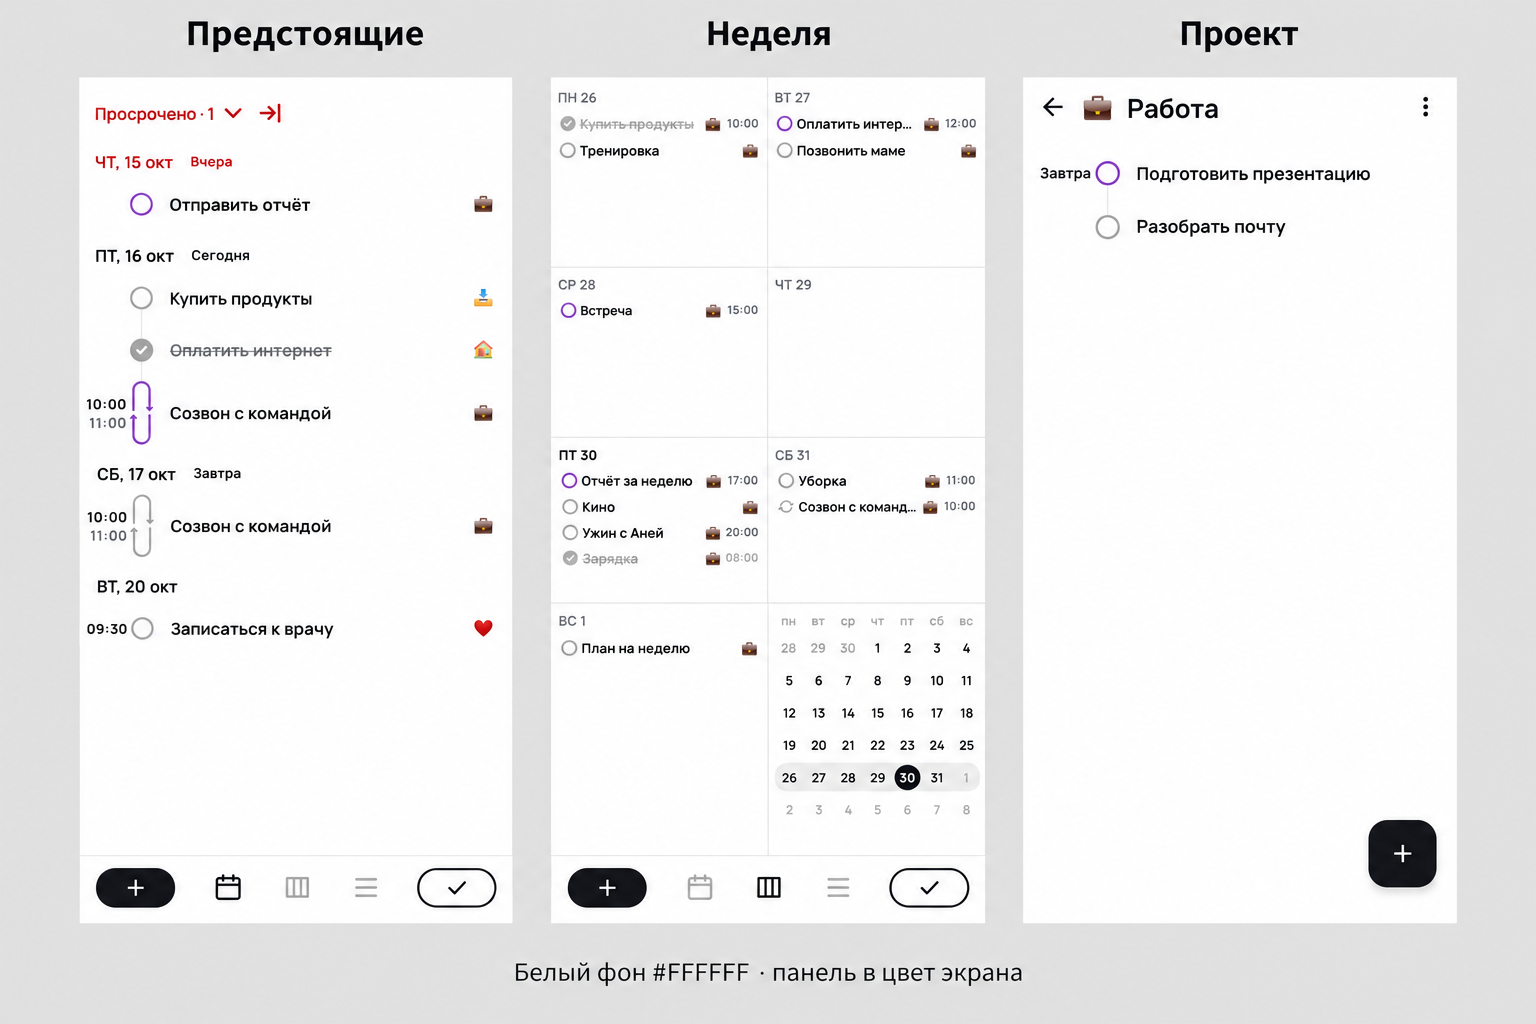 Предстоящие
Неделя
Проект
Просрочено · 1
ЧТ, 15 окт Вчера
Отправить отчёт
ПТ, 16 окт Сегодня
Купить продукты
Оплатить интернет
10:00
11:00
Созвон с командой
СБ, 17 окт Завтра
10:00
11:00
Созвон с командой
ВТ, 20 окт
09:30 Записаться к врачу
ПН 26
Купить продукты 10:00
Тренировка
ВТ 27
Оплатить интер... 12:00
Позвонить маме
СР 28
Встреча 15:00
ЧТ 29
ПТ 30
Отчёт за неделю 17:00
Кино
Ужин с Аней 20:00
Зарядка 08:00
СБ 31
Уборка 11:00
Созвон с команд... 10:00
ВС 1
План на неделю
пн вт ср чт пт сб вс
28 29 30 1 2 3 4
5 6 7 8 9 10 11
12 13 14 15 16 17 18
19 20 21 22 23 24 25
26 27 28 29 30 31 1
2 3 4 5 6 7 8
Работа
Завтра Подготовить презентацию
Разобрать почту
Белый фон #FFFFFF · панель в цвет экрана